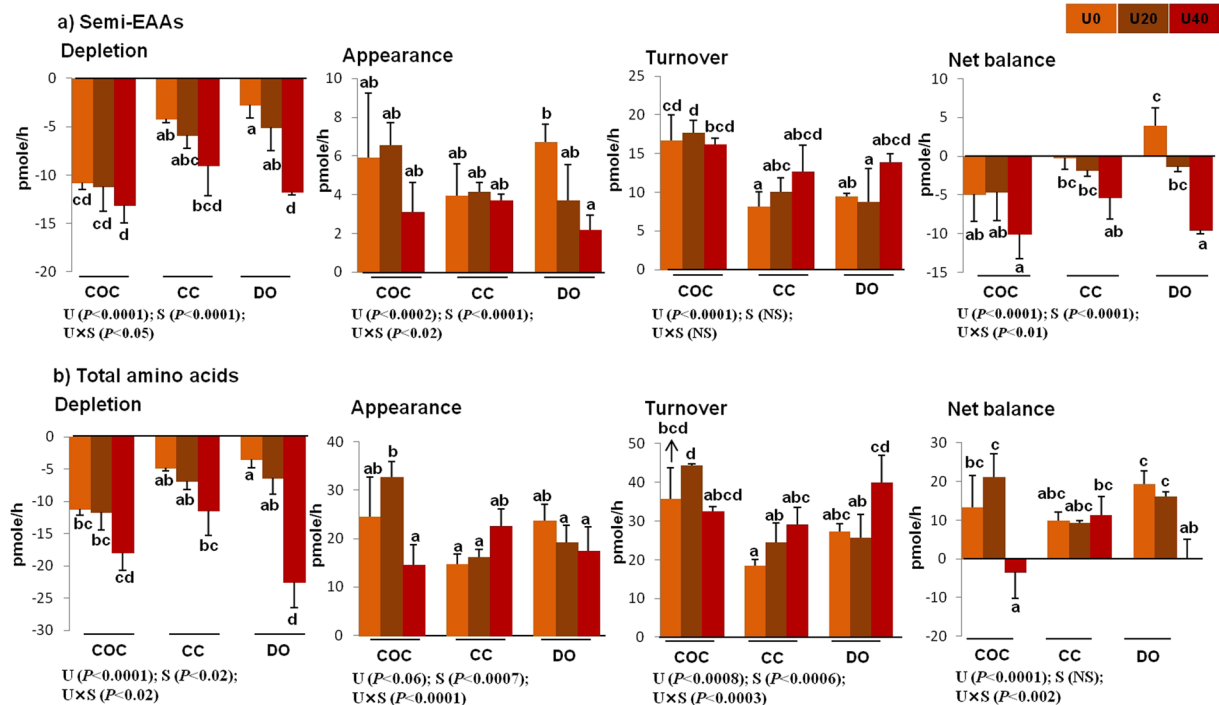 a) Semi-EAAs
U0 U20 U40
Depletion
Appearance
Turnover
Net balance
pmole/h
0
-5
-10
-15
-20
cd cd d ab abc bcd a ab d
COC CC DO
U (P<0.0001); S (P<0.0001);
U×S (P<0.05)
pmole/h
10
8
6
4
2
0
ab ab ab ab ab ab b ab a
COC CC DO
U (P<0.0002); S (P<0.0001);
U×S (P<0.02)
pmole/h
25
20
15
10
5
0
cd d bcd a abc abcd ab a abcd
COC CC DO
U (P<0.0001); S (NS);
U×S (NS)
pmole/h
10
5
0
-5
-10
-15
ab ab a bc bc ab c bc a
COC CC DO
U (P<0.0001); S (P<0.0001);
U×S (P<0.01)
b) Total amino acids
Depletion
Appearance
Turnover
Net balance
pmole/h
0
-5
-10
-15
-20
-25
-30
bc bc cd ab ab bc a ab d
COC CC DO
U (P<0.0001); S (P<0.02);
U×S (P<0.02)
pmole/h
40
30
20
10
0
ab b a a a ab ab a a
COC CC DO
U (P<0.06); S (P<0.0007);
U×S (P<0.0001)
pmole/h
50
40
30
20
10
0
bcd d abcd a ab abc abc ab cd
COC CC DO
U (P<0.0008); S (P<0.0006);
U×S (P<0.0003)
pmole/h
30
20
10
0
-10
-20
bc c a abc abc bc c c ab
COC CC DO
U (P<0.0001); S (NS);
U×S (P<0.002)